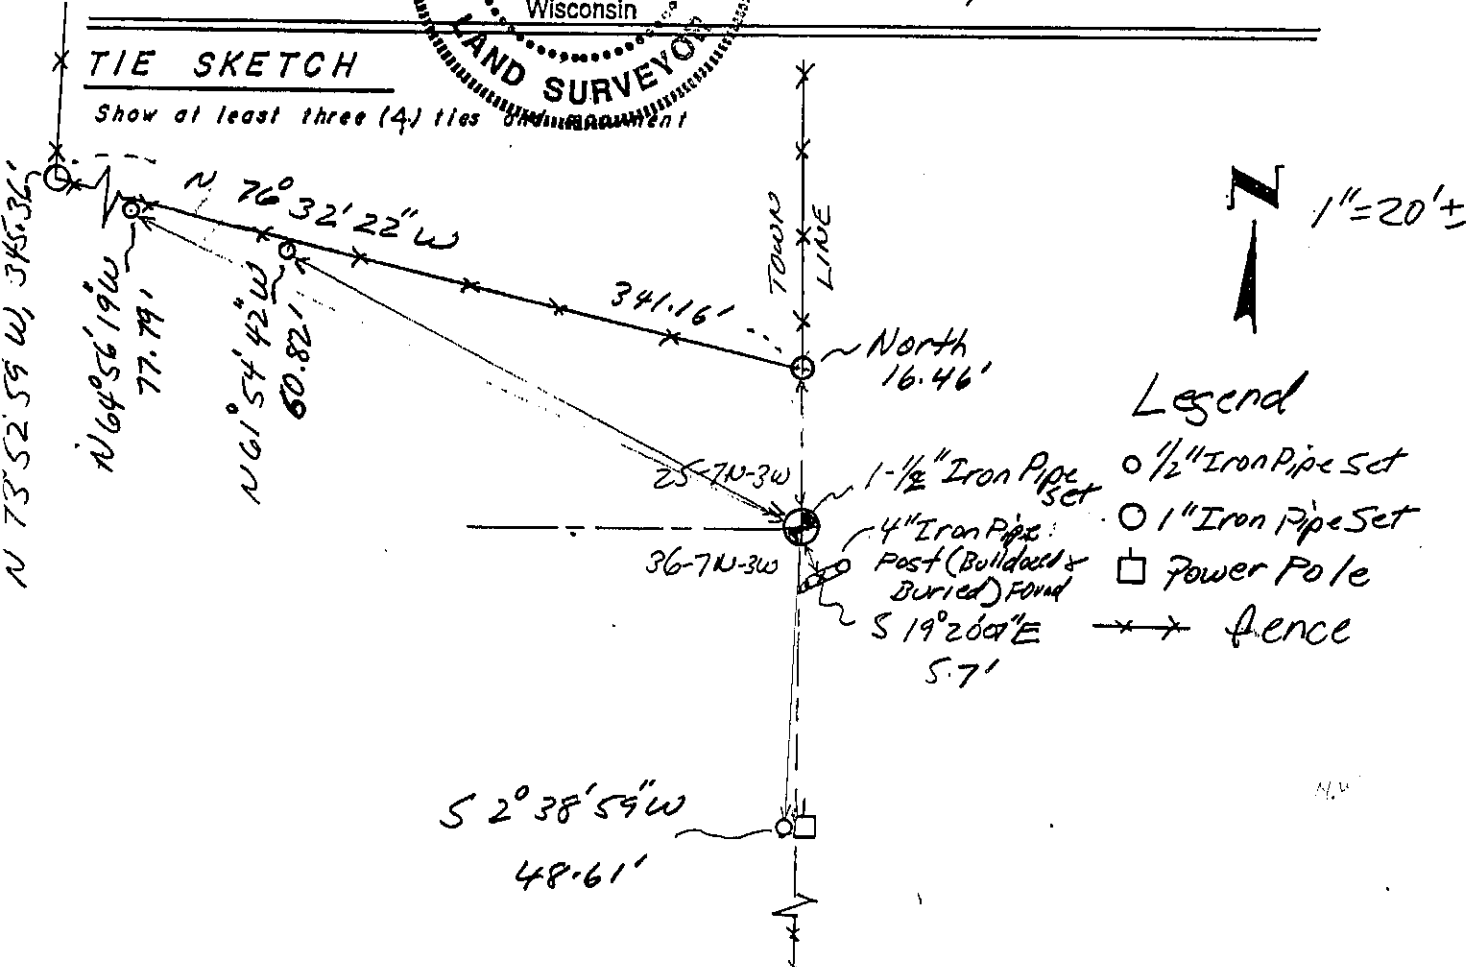 Wisconsin
LAND SURVEYOR
TIE SKETCH
Show at least three (4) ties and monument
N 76° 32' 22" W
341.16'
TOWN
LINE
N
1"=20'±
North
16.46'
N 73° 52' 59 W, 345.36'
N 64° 56' 19" W
77.79'
N 61° 54' 42" W
60.82'
25-7N-3W
36-7N-3W
1-1/2" Iron Pipe
set
4" Iron Pipe
Post (Bulldozed &
Buried) Found
S 19° 20'07" E
5.7'
Legend
1/2" Iron Pipe Set
1" Iron Pipe Set
Power Pole
fence
S 2° 38' 59" W
48.61'